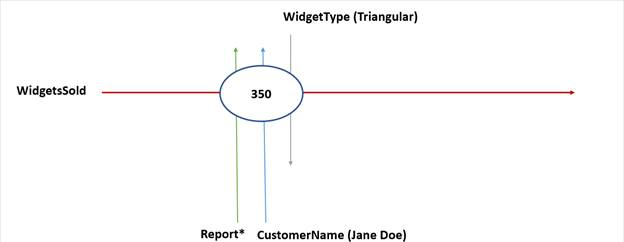 WidgetType (Triangular)
WidgetsSold
350
Report*
CustomerName (Jane Doe)